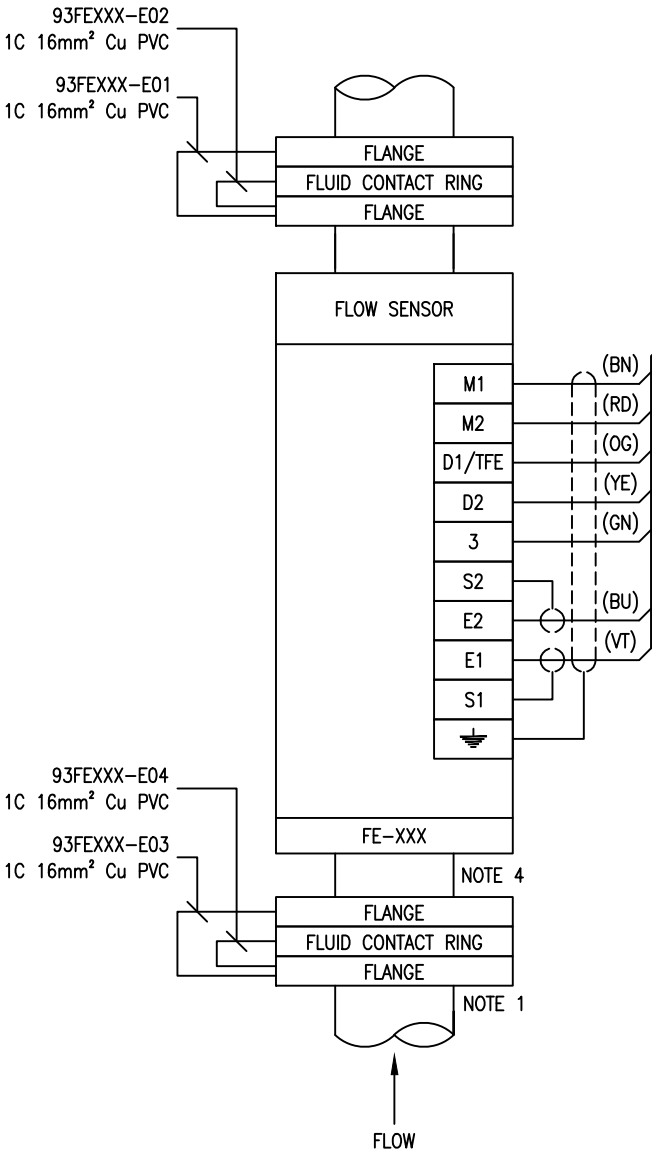 93FEXXX-E02
1C 16mm² Cu PVC
93FEXXX-E01
1C 16mm² Cu PVC
FLANGE
FLUID CONTACT RING
FLANGE
FLOW SENSOR
M1
(BN)
M2
(RD)
D1/TFE
(OG)
D2
(YE)
3
(GN)
S2
E2
(BU)
E1
(VT)
S1
93FEXXX-E04
1C 16mm² Cu PVC
93FEXXX-E03
1C 16mm² Cu PVC
FE-XXX
NOTE 4
FLANGE
FLUID CONTACT RING
FLANGE
NOTE 1
FLOW